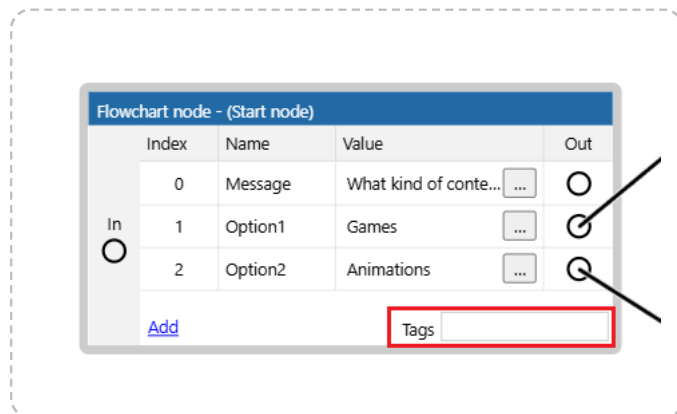 Flowchart node - (Start node)
Index Name Value Out
0 Message What kind of conte... ...
In
1 Option1 Games ...
2 Option2 Animations ...
Add Tags